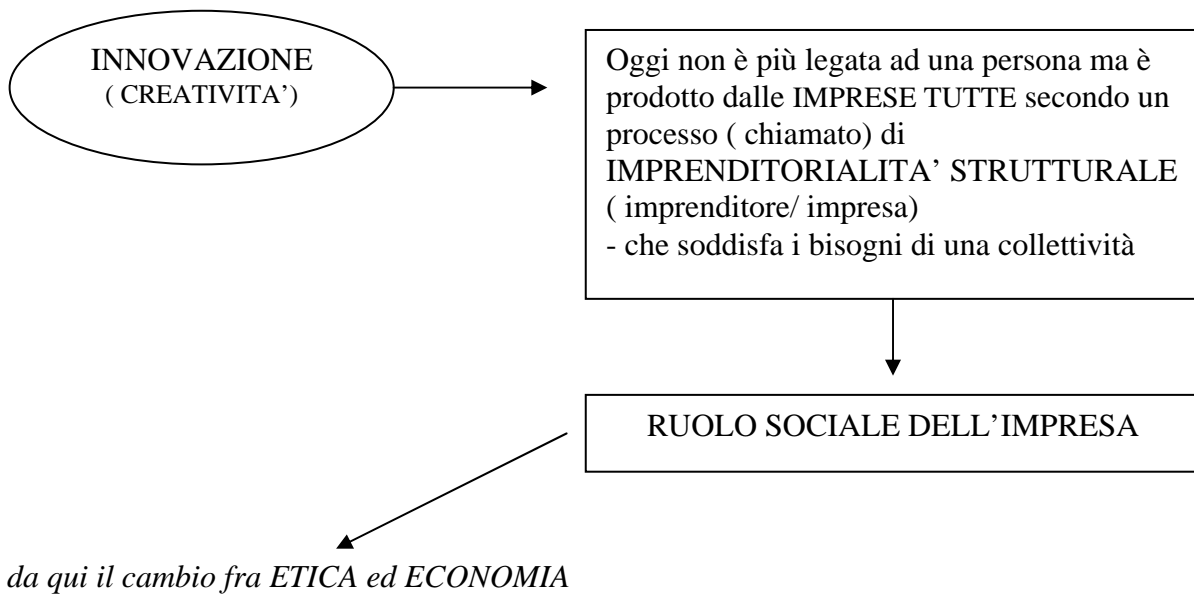 INNOVAZIONE
( CREATIVITA’)
Oggi non è più legata ad una persona ma è
prodotto dalle IMPRESE TUTTE secondo un
processo ( chiamato) di
IMPRENDITORIALITA’ STRUTTURALE
( imprenditore/ impresa)
- che soddisfa i bisogni di una collettività
RUOLO SOCIALE DELL’IMPRESA
da qui il cambio fra ETICA ed ECONOMIA